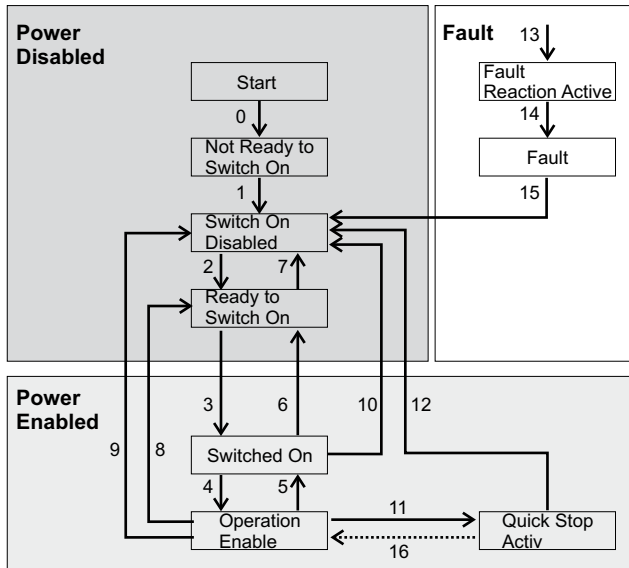 Power
Disabled
Start
0
Not Ready to
Switch On
1
Switch On
Disabled
2
7
Ready to
Switch On
Fault
13
Fault
Reaction Active
14
Fault
15
Power
Enabled
9
8
3
6
10
12
Switched On
4
5
Operation
Enable
11
16
Quick Stop
Activ